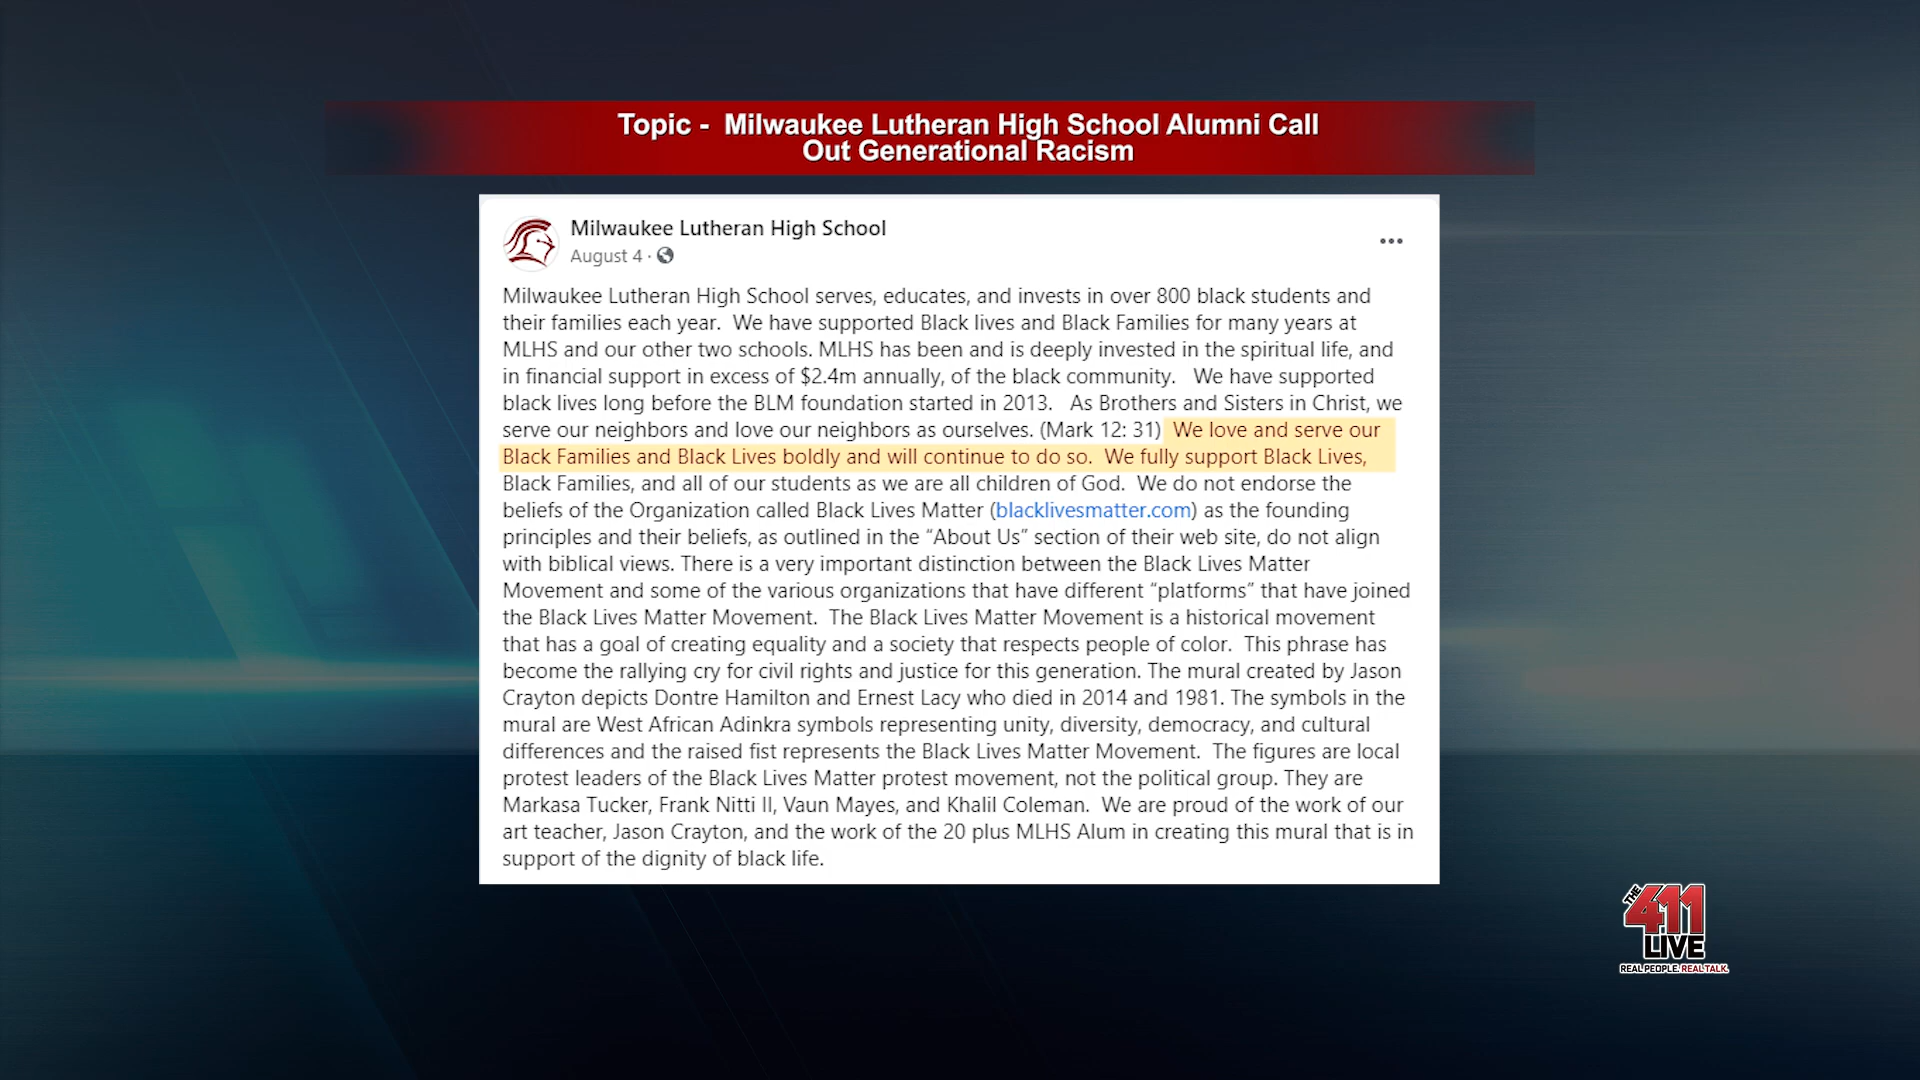 Topic - Milwaukee Lutheran High School Alumni Call
Out Generational Racism
Milwaukee Lutheran High School
August 4 ·
Milwaukee Lutheran High School serves, educates, and invests in over 800 black students and
their families each year.  We have supported Black lives and Black Families for many years at
MLHS and our other two schools. MLHS has been and is deeply invested in the spiritual life, and
in financial support in excess of $2.4m annually, of the black community.   We have supported
black lives long before the BLM foundation started in 2013.   As Brothers and Sisters in Christ, we
serve our neighbors and love our neighbors as ourselves. (Mark 12: 31)  We love and serve our
Black Families and Black Lives boldly and will continue to do so.  We fully support Black Lives,
Black Families, and all of our students as we are all children of God.  We do not endorse the
beliefs of the Organization called Black Lives Matter (blacklivesmatter.com) as the founding
principles and their beliefs, as outlined in the “About Us” section of their web site, do not align
with biblical views. There is a very important distinction between the Black Lives Matter
Movement and some of the various organizations that have different “platforms” that have joined
the Black Lives Matter Movement.  The Black Lives Matter Movement is a historical movement
that has a goal of creating equality and a society that respects people of color.  This phrase has
become the rallying cry for civil rights and justice for this generation. The mural created by Jason
Crayton depicts Dontre Hamilton and Ernest Lacy who died in 2014 and 1981. The symbols in the
mural are West African Adinkra symbols representing unity, diversity, democracy, and cultural
differences and the raised fist represents the Black Lives Matter Movement.  The figures are local
protest leaders of the Black Lives Matter protest movement, not the political group. They are
Markasa Tucker, Frank Nitti II, Vaun Mayes, and Khalil Coleman.  We are proud of the work of our
art teacher, Jason Crayton, and the work of the 20 plus MLHS Alum in creating this mural that is in
support of the dignity of black life.
THE
411
LIVE
REAL PEOPLE. REAL TALK.